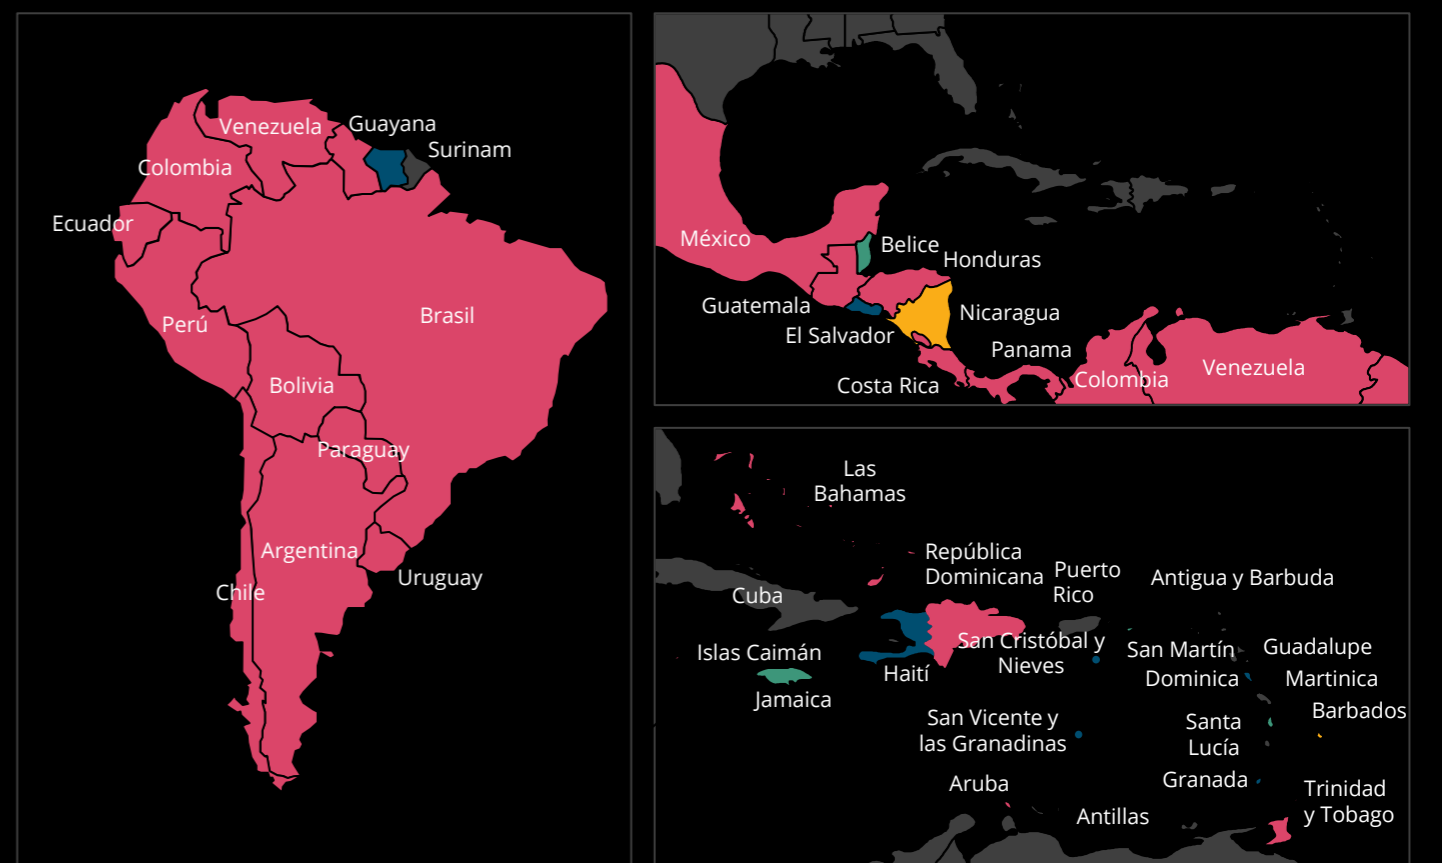 Venezuela
Guayana
Surinam
Colombia
Ecuador
Perú
Brasil
Bolivia
Paraguay
Argentina
Uruguay
Chile
México
Belice
Honduras
Guatemala
Nicaragua
El Salvador
Panama
Costa Rica
Colombia
Venezuela
Las
Bahamas
República
Dominicana
Puerto
Rico
Antigua y Barbuda
Cuba
San Cristóbal y
Nieves
Islas Caimán
San Martín
Guadalupe
Haití
Dominica
Martinica
Jamaica
Barbados
San Vicente y
las Granadinas
Santa
Lucía
Granada
Aruba
Trinidad
y Tobago
Antillas